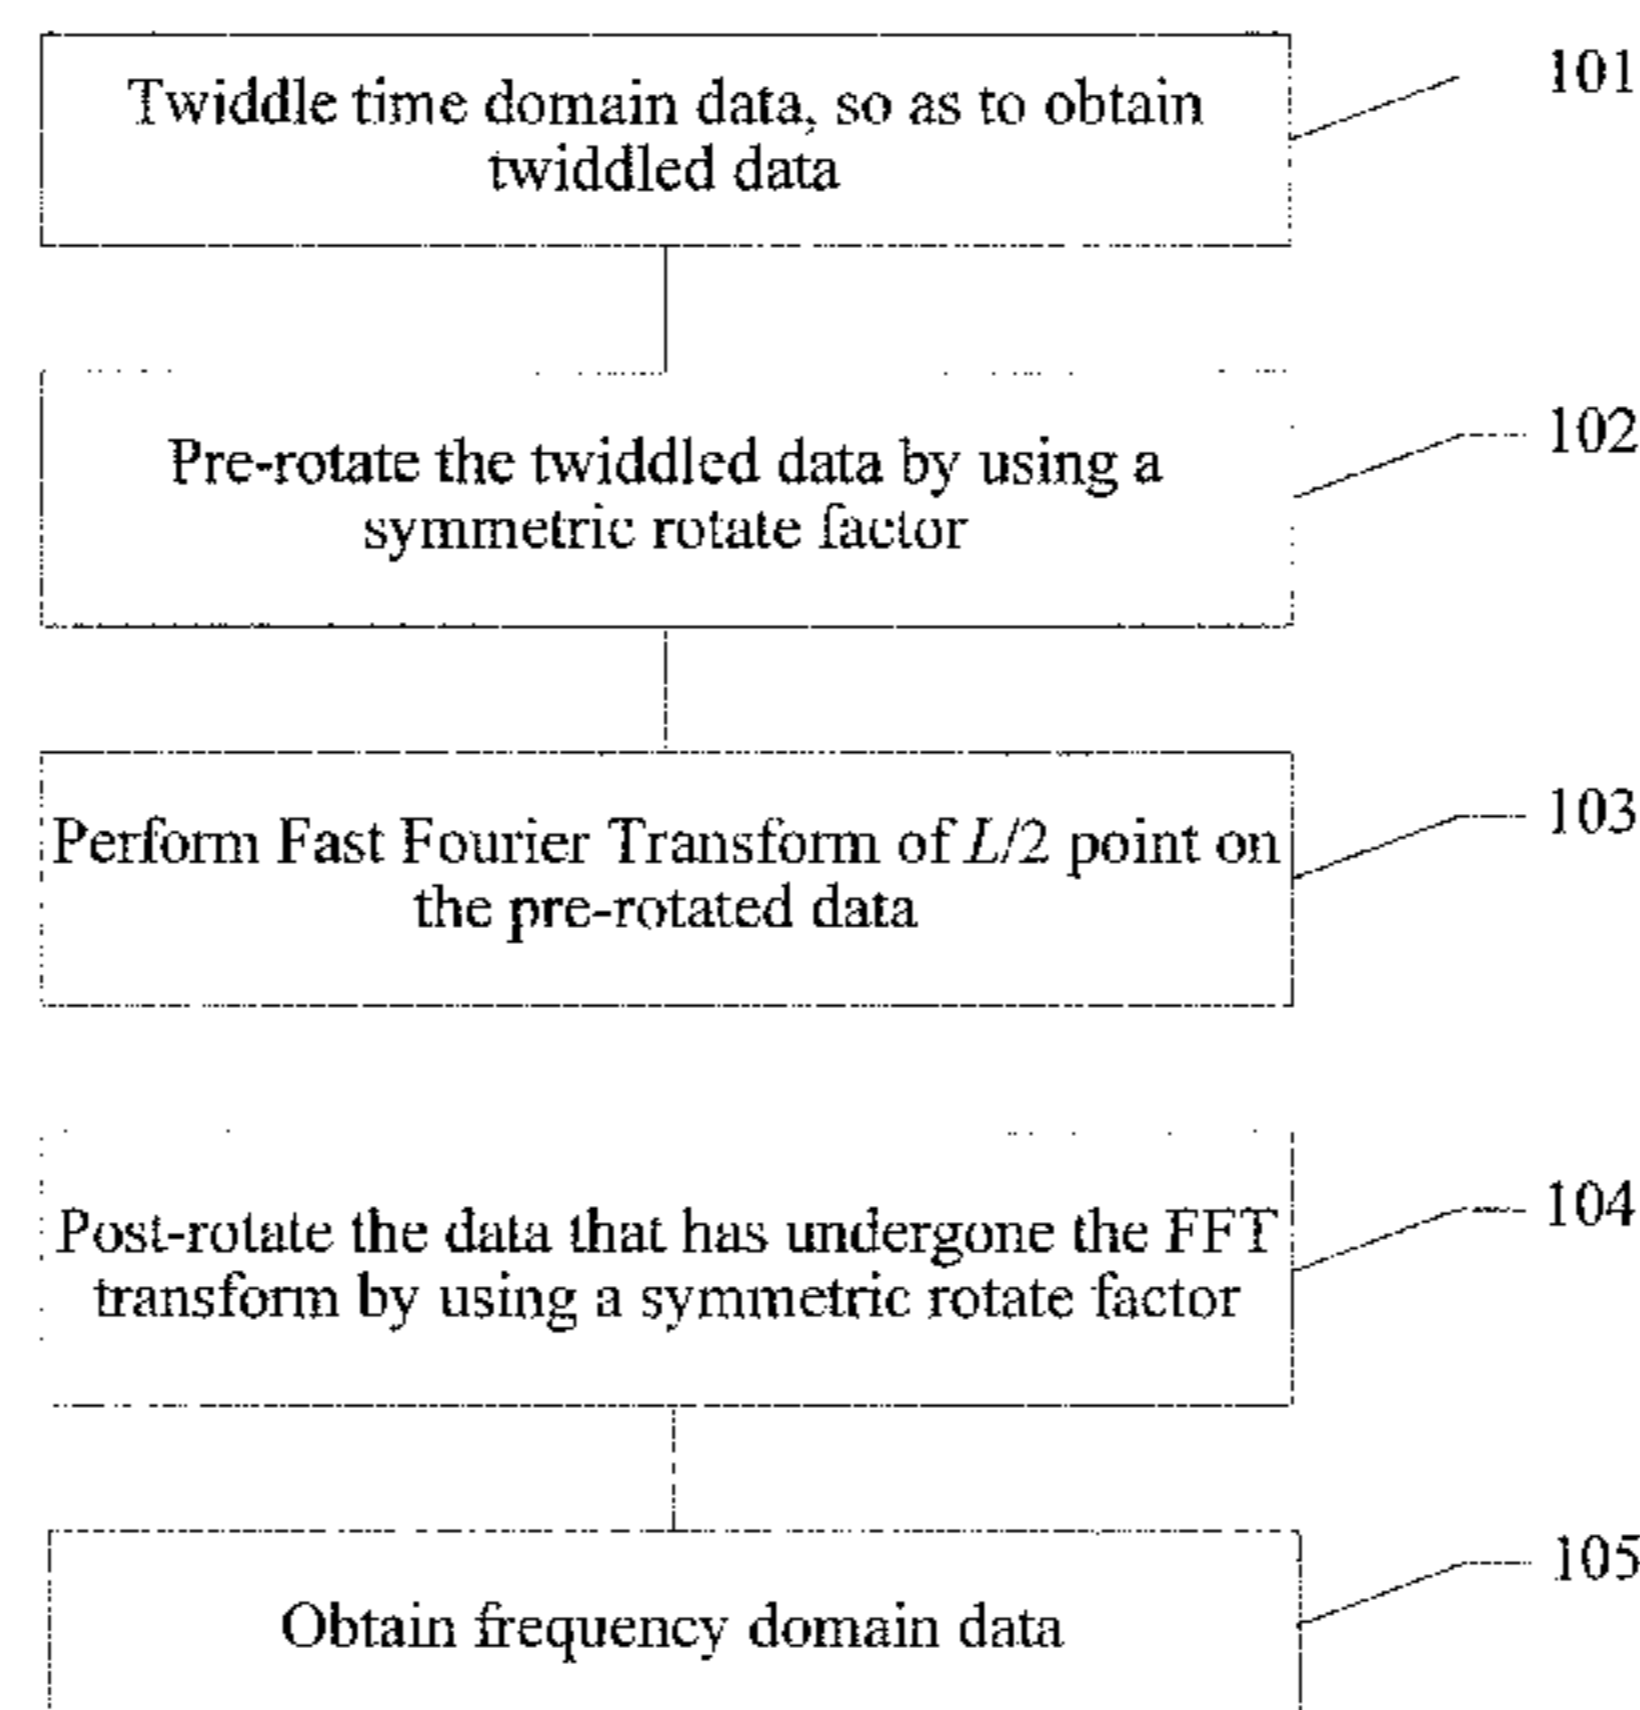 Twiddle time domain data, so as to obtain
twiddled data
101
Pre-rotate the twiddled data by using a
symmetric rotate factor
102
Perform Fast Fourier Transform of L/2 point on
the pre-rotated data
103
Post-rotate the data that has undergone the FFT
transform by using a symmetric rotate factor
104
Obtain frequency domain data
105